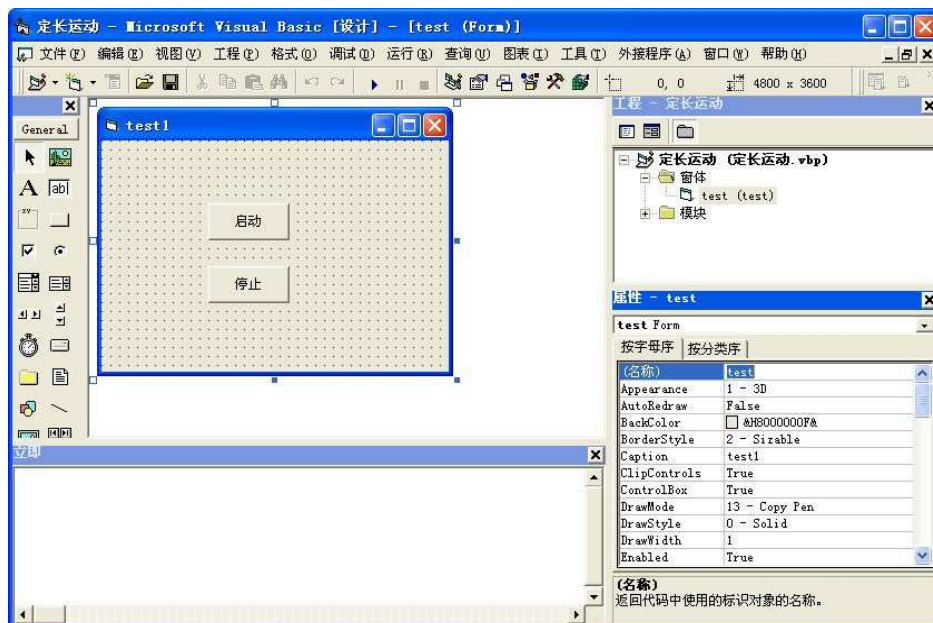 定长运动 - Microsoft Visual Basic [设计] - [test (Form)]
文件(F) 编辑(E) 视图(V) 工程(P) 格式(O) 调试(D) 运行(R) 查询(U) 图表(I) 工具(T) 外接程序(A) 窗口(W) 帮助(H)
0, 0 4800 x 3600
General
A ab|
xv
test1
启动
停止
工程 - 定长运动
定长运动 (定长运动.vbp)
窗体
test (test)
模块
属性 - test
test Form
按字母序 按分类序
(名称) test
Appearance 1 - 3D
AutoRedraw False
BackColor &H8000000F&
BorderStyle 2 - Sizable
Caption test1
ClipControls True
ControlBox True
DrawMode 13 - Copy Pen
DrawStyle 0 - Solid
DrawWidth 1
Enabled True
(名称)
返回代码中使用的标识对象的名称。
立即